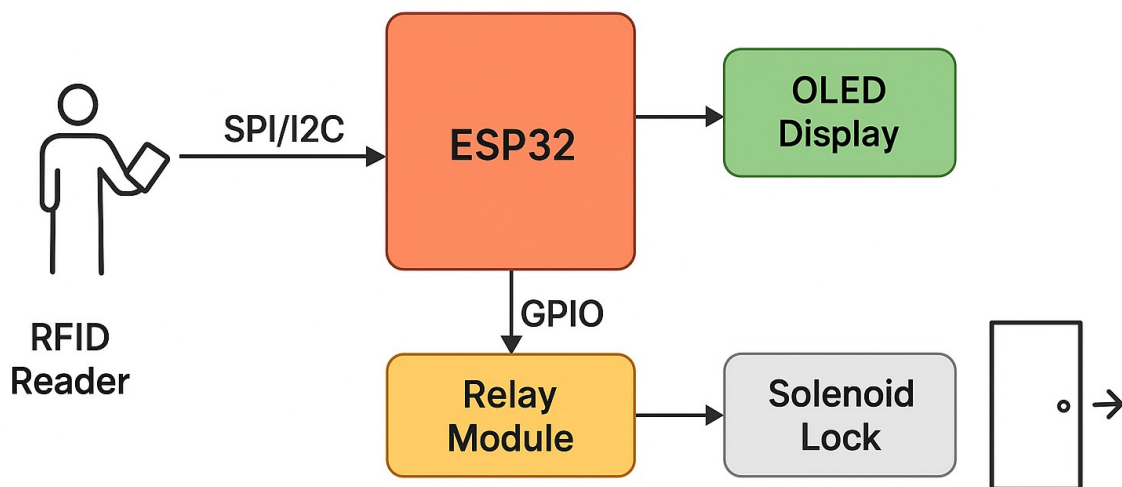 SPI/I2C
ESP32
OLED
Display
GPIO
RFID
Reader
Relay
Module
Solenoid
Lock